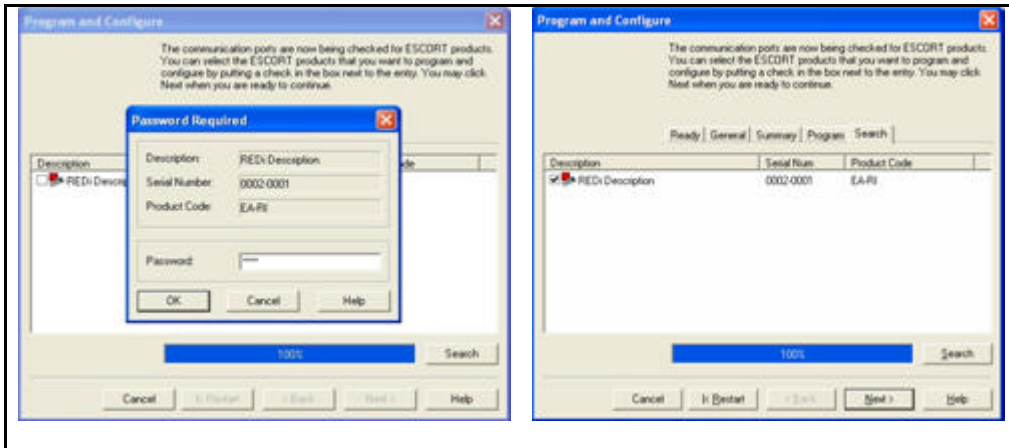 Program and Configure
The communication ports are now being checked for ESCORT products.
You can select the ESCORT products that you want to program and
configure by putting a check in the box next to the entry. You may click
Next when you are ready to continue.
Password Required
Description: REDi Description
Serial Number: 0002-0001
Product Code: EA-RI
Password:
OK Cancel Help
Description
REDi Descrip
100% Search
Cancel |< Restart < Back Next > Help
Program and Configure
The communication ports are now being checked for ESCORT products.
You can select the ESCORT products that you want to program and
configure by putting a check in the box next to the entry. You may click
Next when you are ready to continue.
Ready General Summary Program Search
Description Serial Num Product Code
REDi Description 0002-0001 EA-RI
100% Search
Cancel |< Restart < Back Next > Help